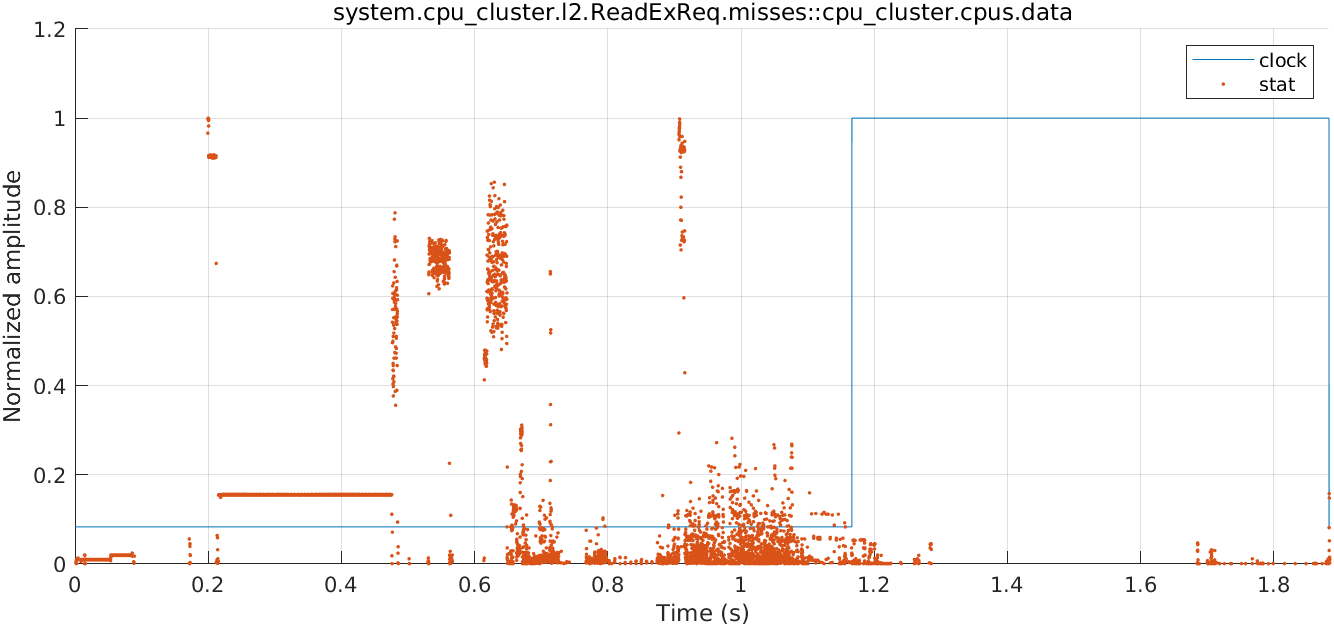 system.cpu_cluster.l2.ReadExReq.misses::cpu_cluster.cpus.data
1.2
1
0.8
0.6
0.4
0.2
0
Normalized amplitude
clock
stat
0 0.2 0.4 0.6 0.8 1 1.2 1.4 1.6 1.8
Time (s)